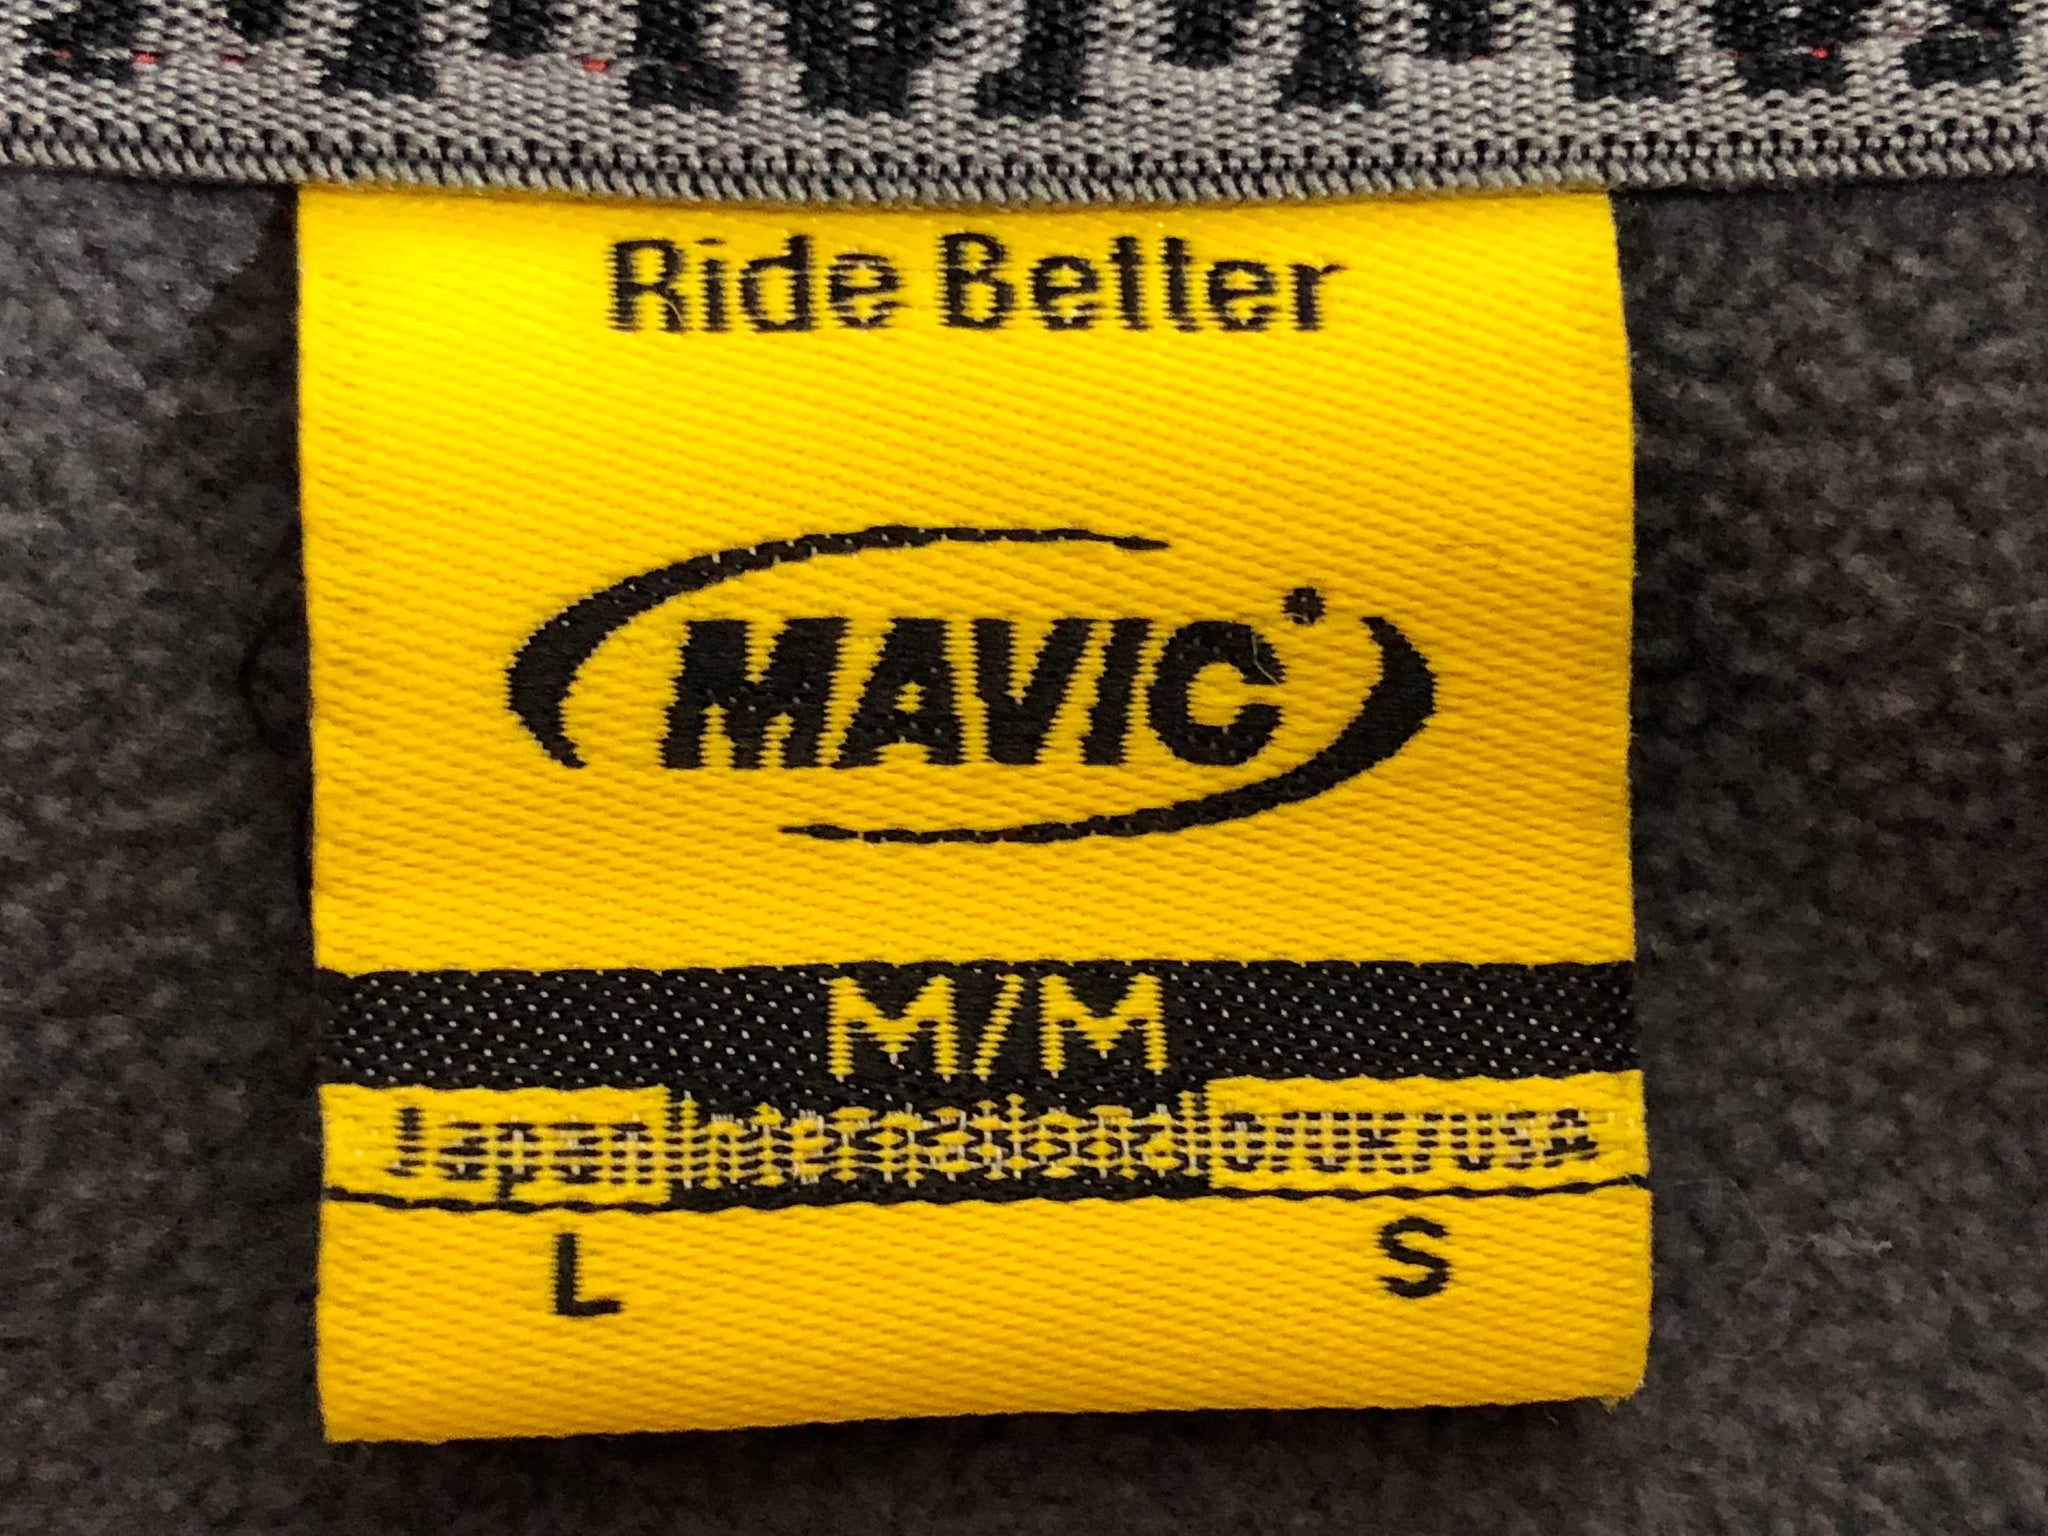 Ride Better
MAVIC
M/M
Japan International D/UK/USA
L S